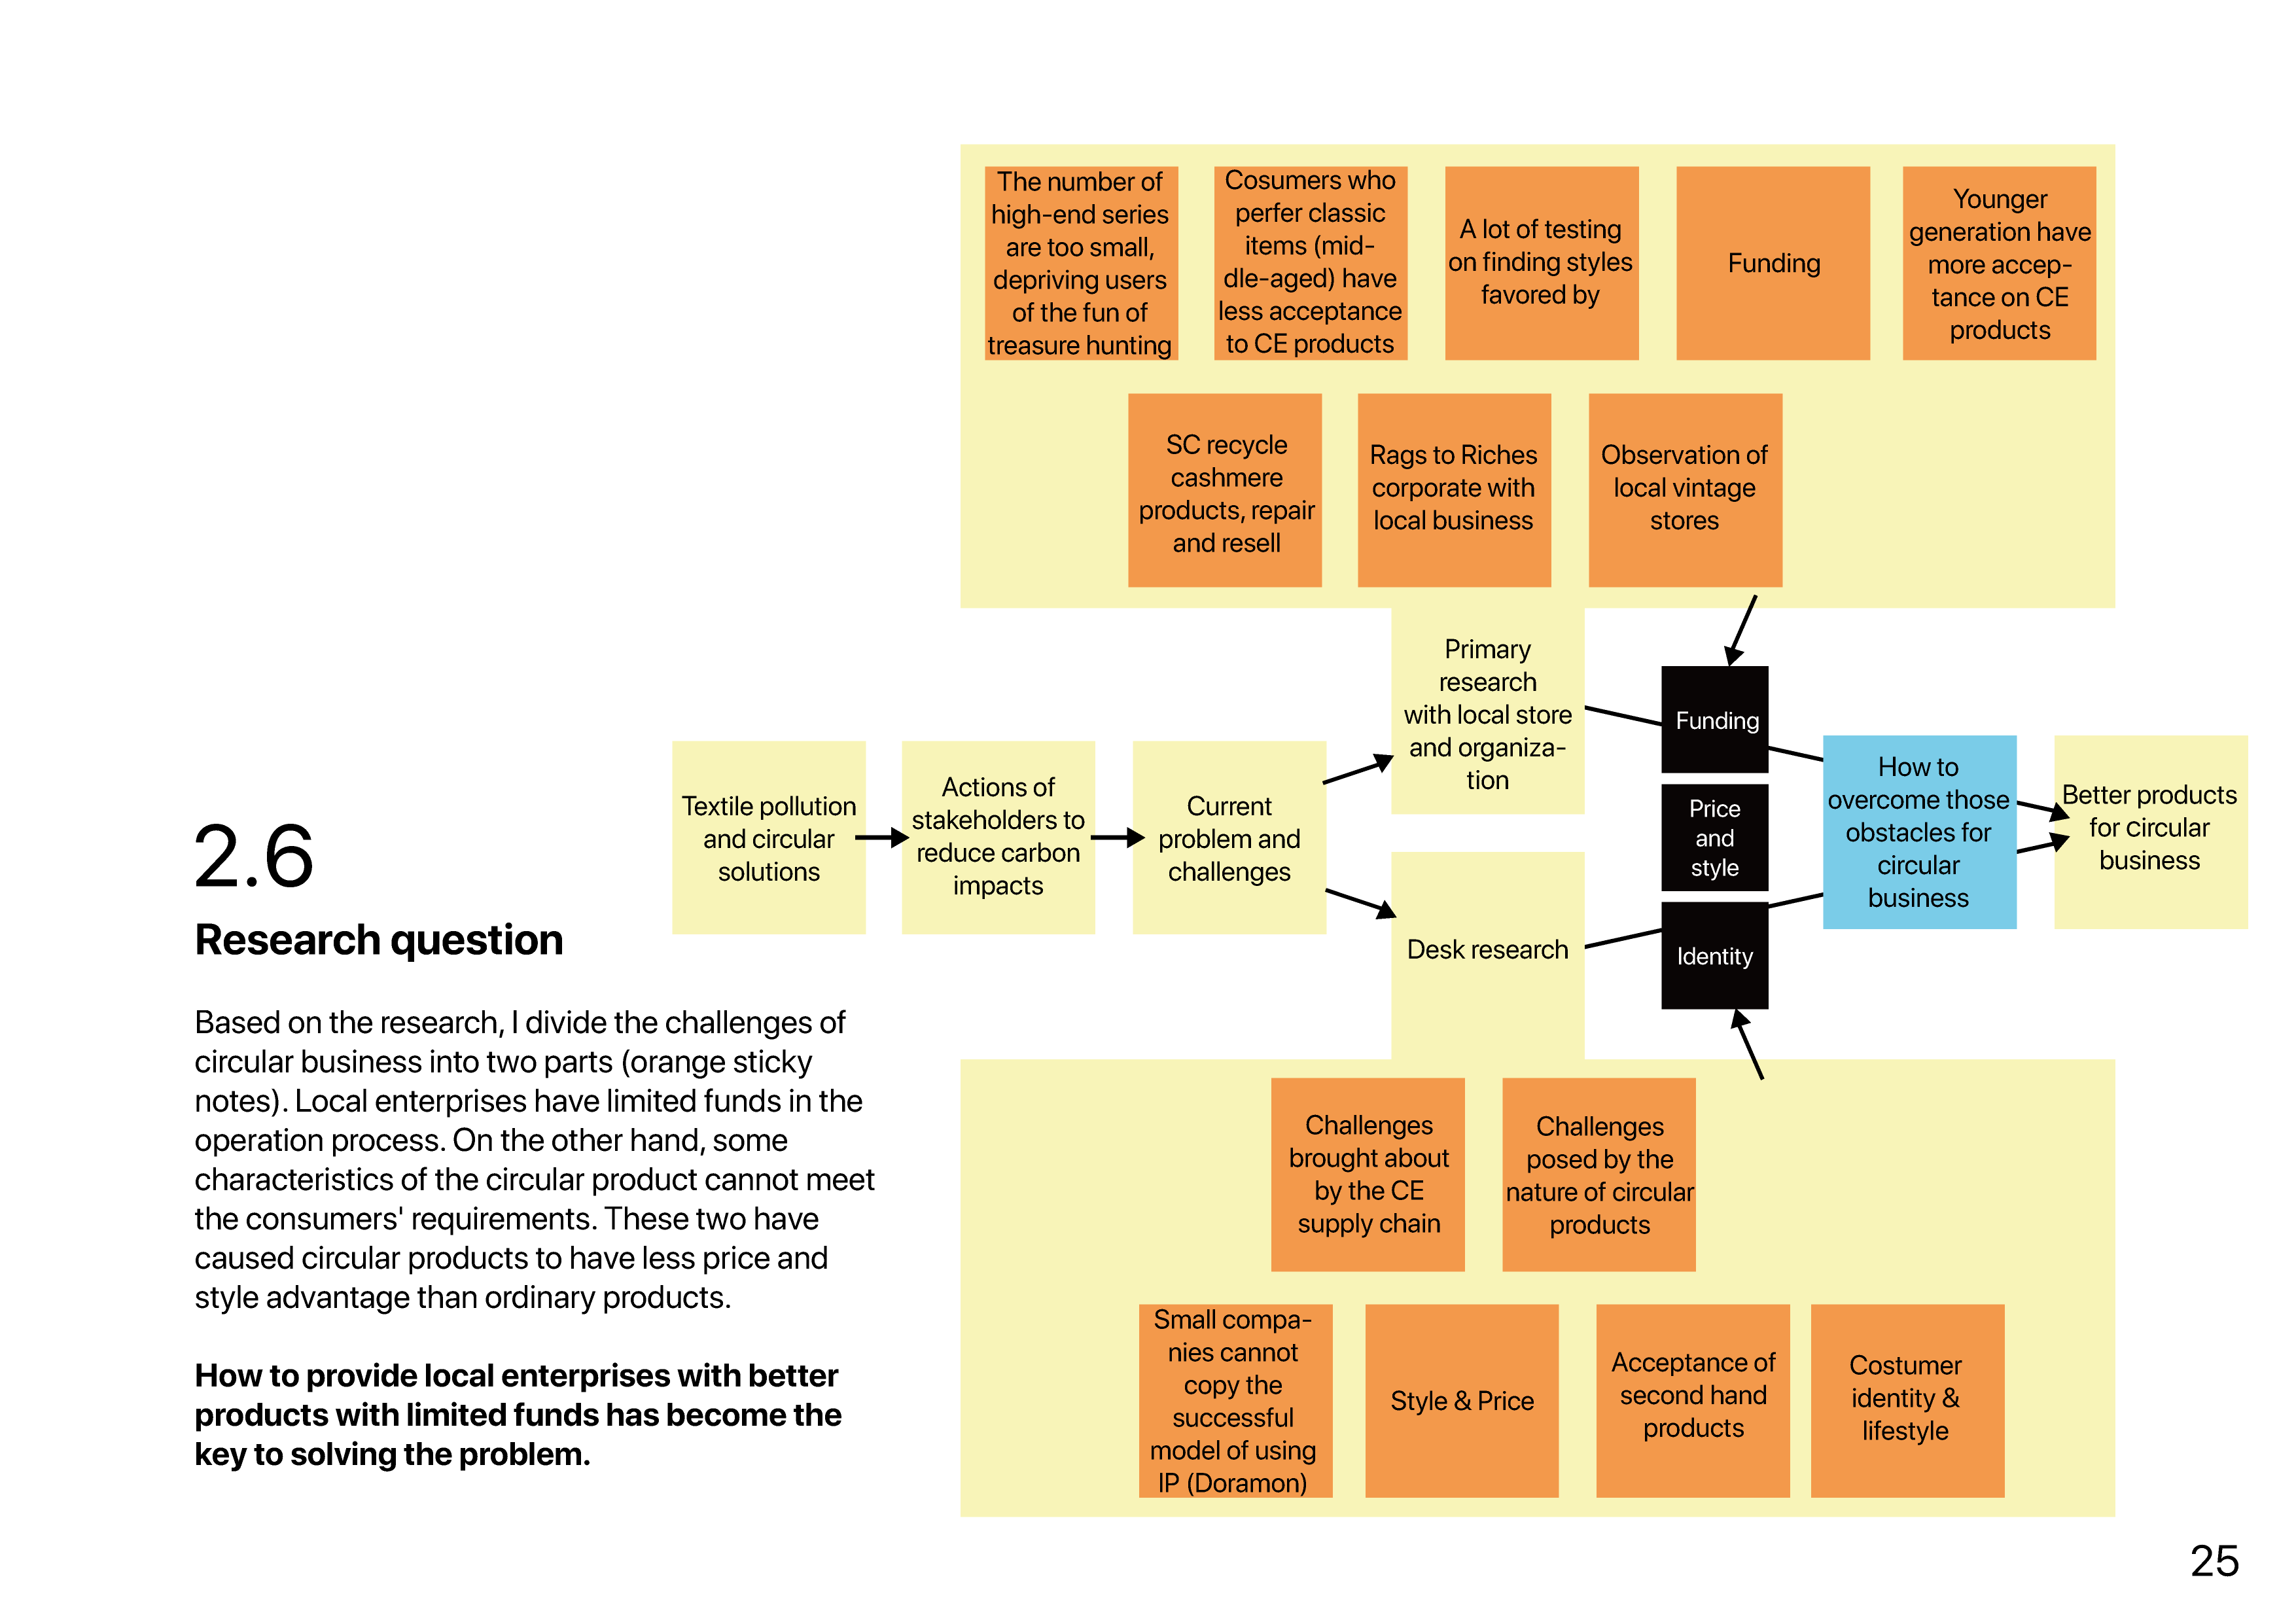 The number of
high-end series
are too small,
depriving users
of the fun of
treasure hunting
Cosumers who
perfer classic
items (mid-
dle-aged) have
less acceptance
to CE products
A lot of testing
on finding styles
favored by
Funding
Younger
generation have
more accep-
tance on CE
products
SC recycle
cashmere
products, repair
and resell
Rags to Riches
corporate with
local business
Observation of
local vintage
stores
Primary
research
with local store
and organiza-
tion
Textile pollution
and circular
solutions
Actions of
stakeholders to
reduce carbon
impacts
Current
problem and
challenges
Desk research
Funding
Price
and
style
Identity
How to
overcome those
obstacles for
circular
business
Better products
for circular
business
2.6
Research question
Based on the research, I divide the challenges of
circular business into two parts (orange sticky
notes). Local enterprises have limited funds in the
operation process. On the other hand, some
characteristics of the circular product cannot meet
the consumers' requirements. These two have
caused circular products to have less price and
style advantage than ordinary products.
How to provide local enterprises with better
products with limited funds has become the
key to solving the problem.
Challenges
brought about
by the CE
supply chain
Challenges
posed by the
nature of circular
products
Small compa-
nies cannot
copy the
successful
model of using
IP (Doramon)
Style & Price
Acceptance of
second hand
products
Costumer
identity &
lifestyle
25